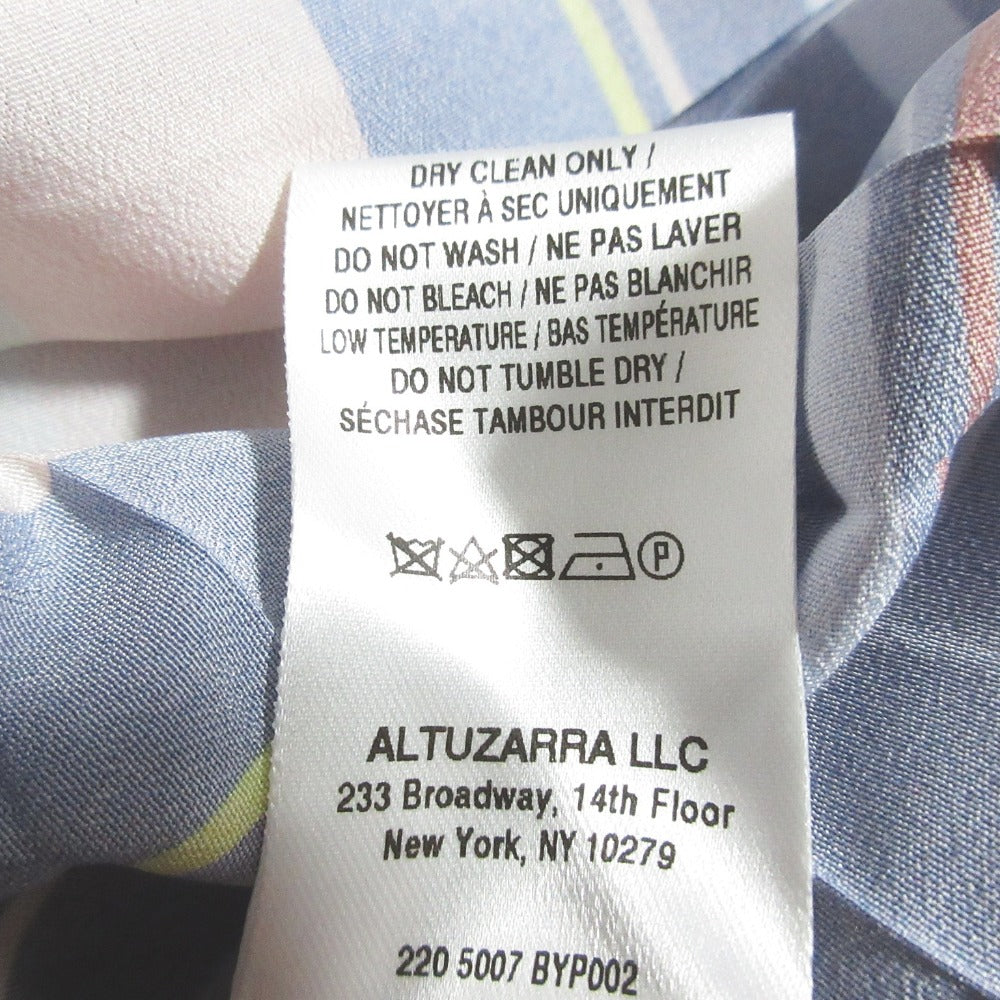 DRY CLEAN ONLY /
NETTOYER À SEC UNIQUEMENT
DO NOT WASH / NE PAS LAVER
DO NOT BLEACH / NE PAS BLANCHIR
LOW TEMPERATURE / BAS TEMPÉRATURE
DO NOT TUMBLE DRY /
SÉCHASE TAMBOUR INTERDIT
P
ALTUZARRA LLC
233 Broadway, 14th Floor
New York, NY 10279
220 5007 BYP002